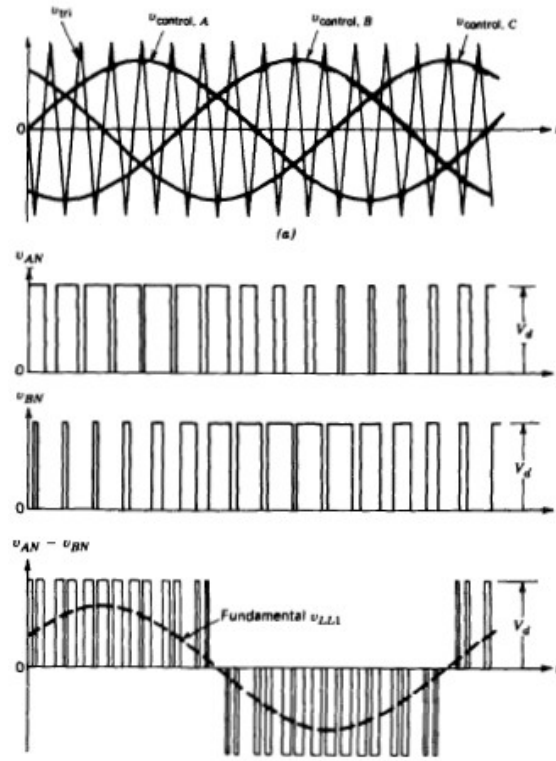 v_tri
v_control, A
v_control, B
v_control, C
0
(a)
v_AN
V_d
0
v_BN
V_d
0
v_AN − v_BN
Fundamental v_LL1
V_d
0